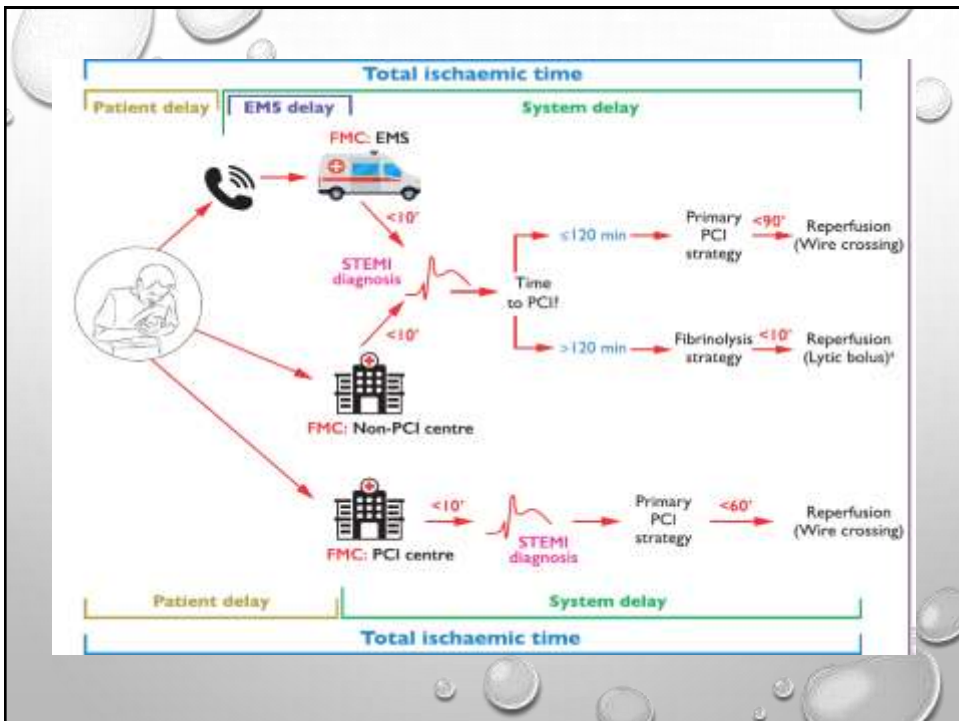 Total ischaemic time
Patient delay
EMS delay
System delay
FMC: EMS
<10'
STEMI
diagnosis
<10'
Time
to PCI?
≤120 min
Primary
PCI
strategy
<90'
Reperfusion
(Wire crossing)
>120 min
Fibrinolysis
strategy
<10'
Reperfusion
(Lytic bolus)ᵃ
FMC: Non-PCI centre
FMC: PCI centre
<10'
STEMI
diagnosis
Primary
PCI
strategy
<60'
Reperfusion
(Wire crossing)
Patient delay
System delay
Total ischaemic time